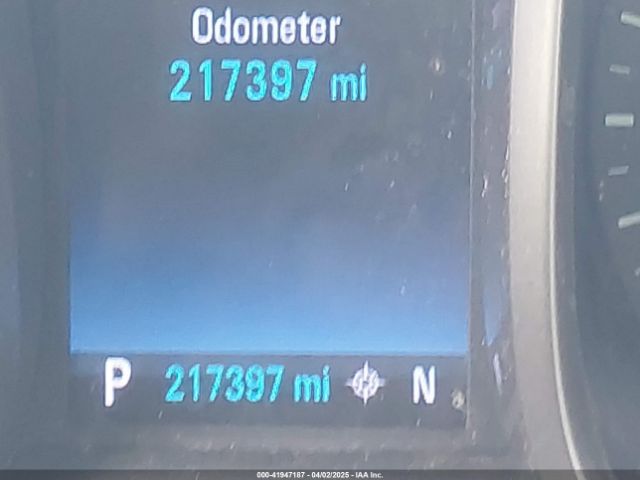 Odometer
217397 mi
P 217397 mi N
000-41947187 - 04/02/2025 - IAA Inc.